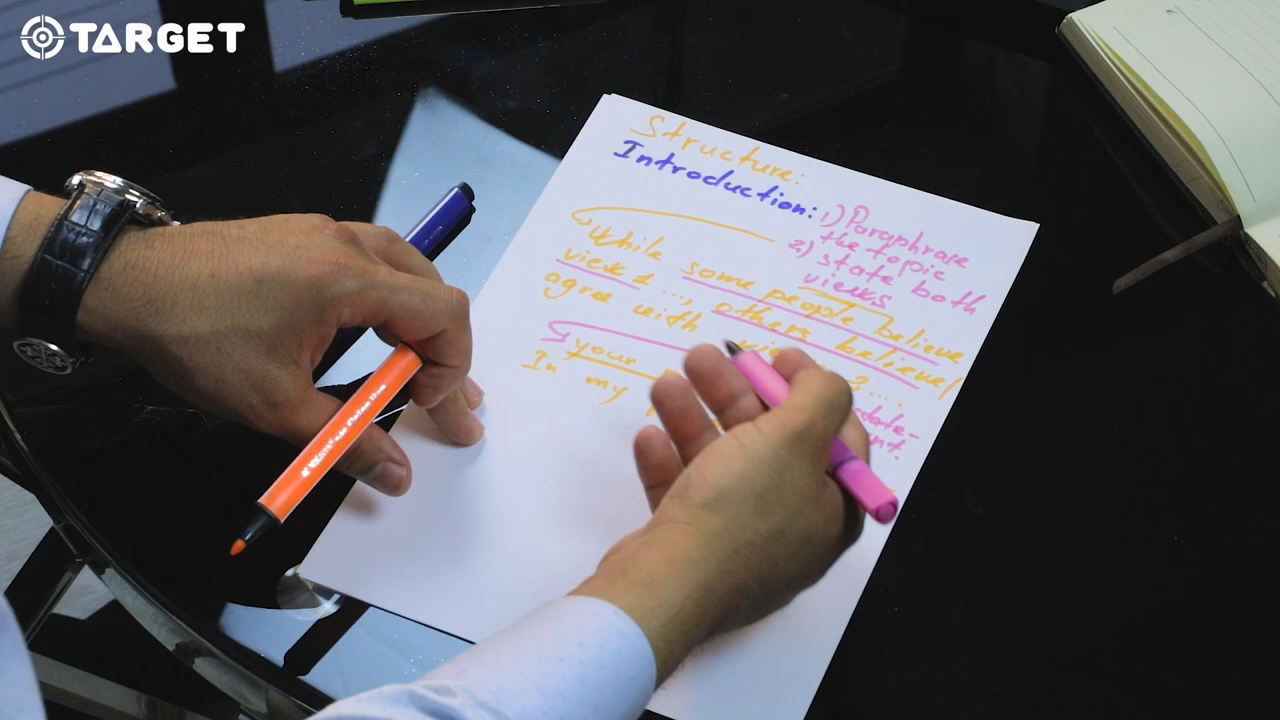 TARGET
Structure:
Introduction:
1) Paraphrase
the topic
2) state both
views
While some people believe
view 1 ..., others believe/
agree with
your
In my
state-